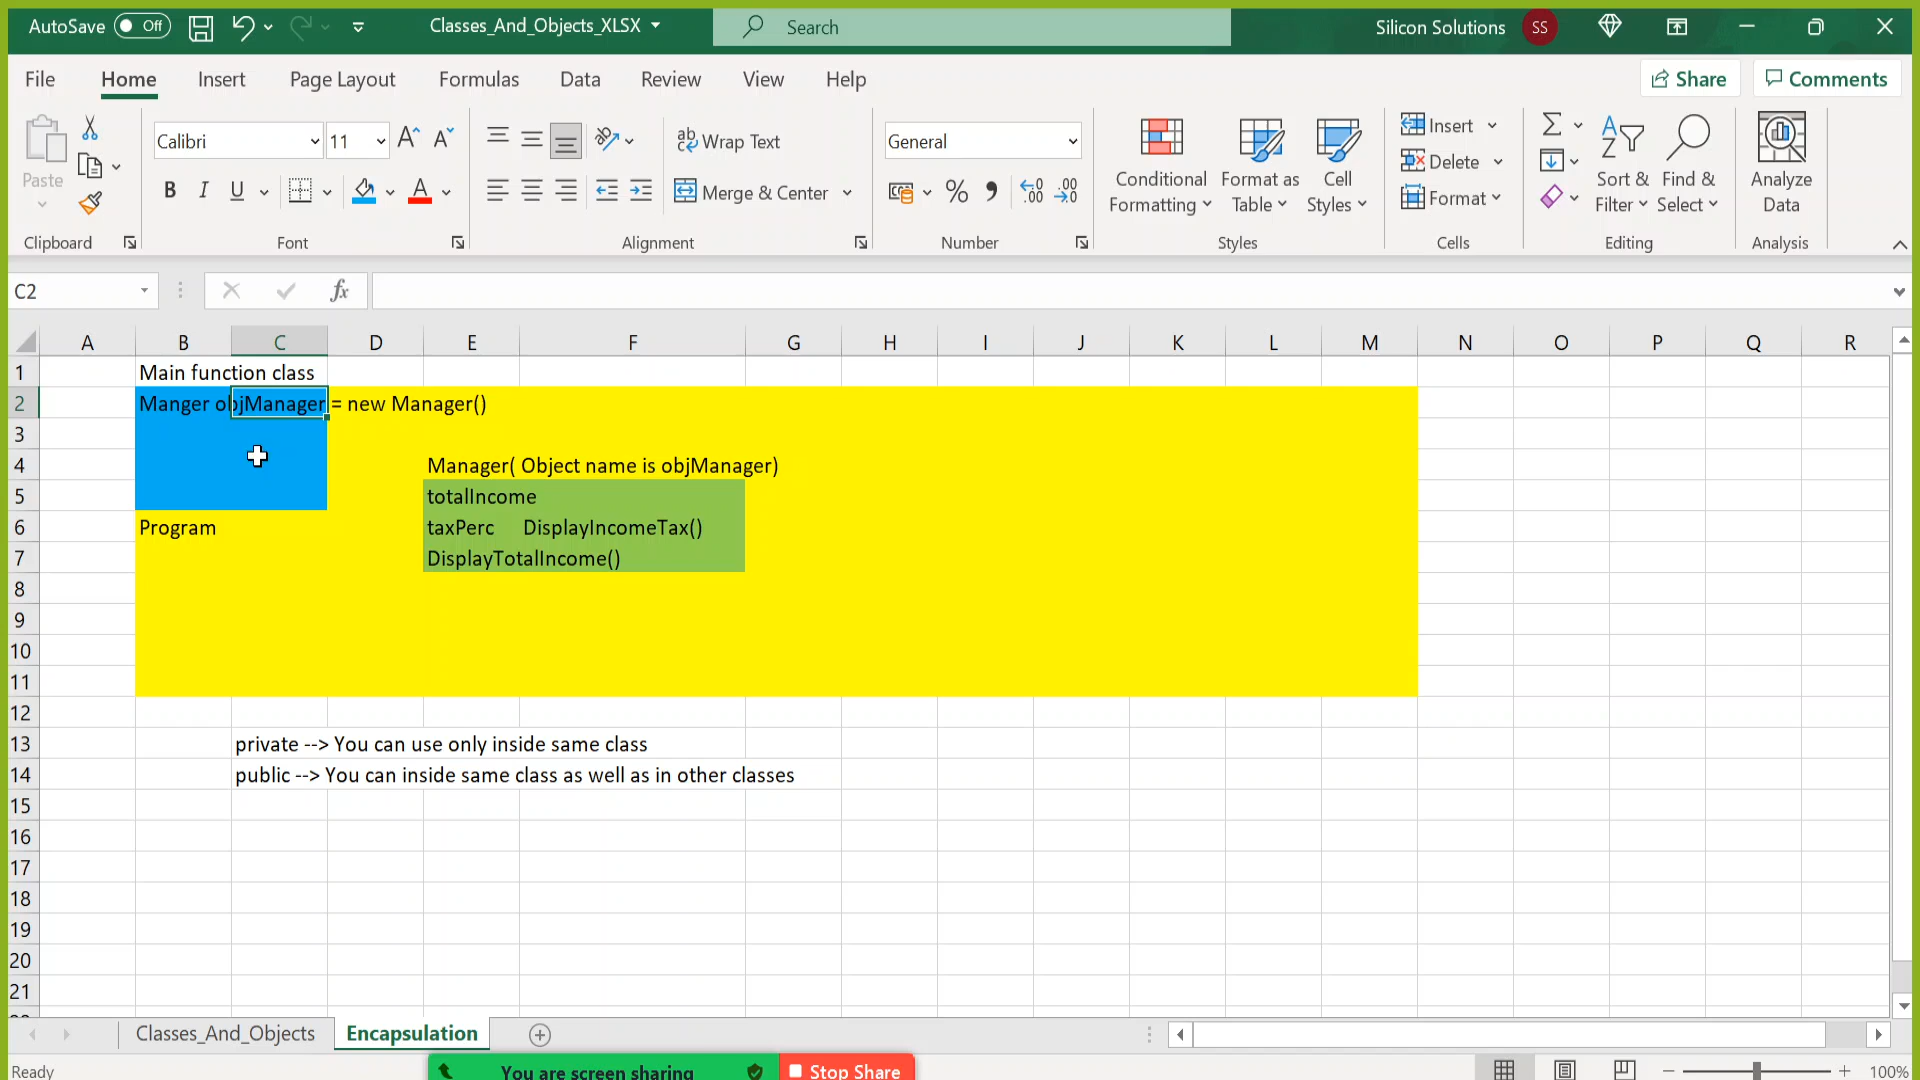 AutoSave Off Classes_And_Objects_XLSX Search Silicon Solutions SS
File Home Insert Page Layout Formulas Data Review View Help Share Comments
Paste
Clipboard
Calibri 11
B I U A
Font
Wrap Text
Merge & Center
Alignment
General
% .00 .00
Number
Conditional Formatting
Format as Table
Cell Styles
Styles
Insert
Delete
Format
Cells
Sort & Filter
Find & Select
Editing
Analyze Data
Analysis
C2 fx
A B C D E F G H I J K L M N O P Q R
1 Main function class
2 Manger objManager = new Manager()
3
4 Manager( Object name is objManager)
5 totalIncome
6 Program taxPerc DisplayIncomeTax()
7 DisplayTotalIncome()
8
9
10
11
12
13 private --> You can use only inside same class
14 public --> You can inside same class as well as in other classes
15
16
17
18
19
20
21
Classes_And_Objects Encapsulation
Ready You are screen sharing Stop Share 100%